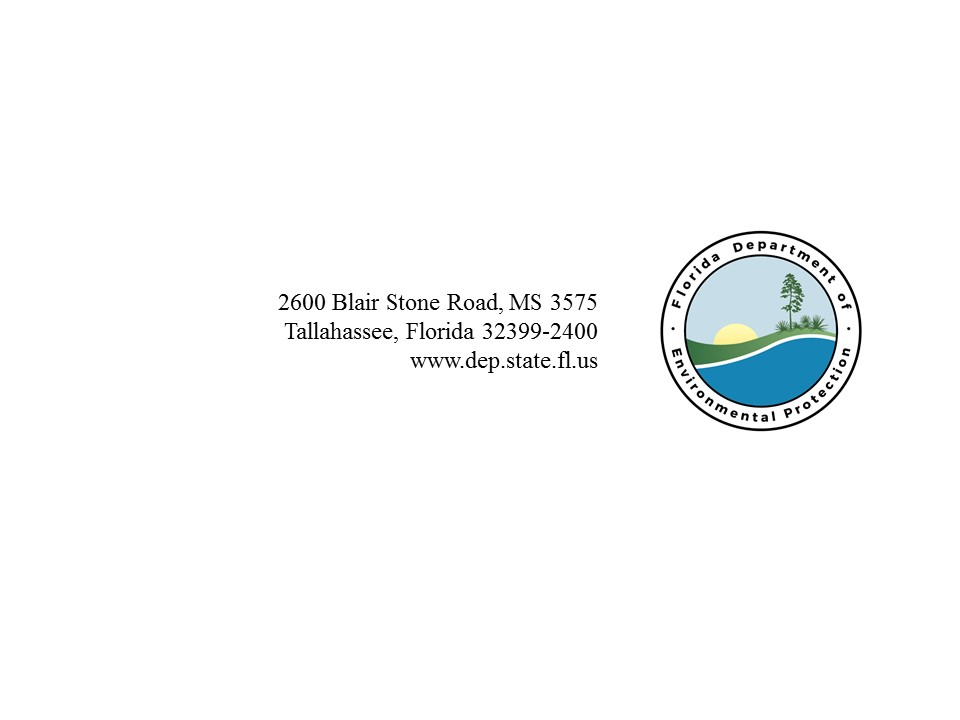 2600 Blair Stone Road, MS 3575
Tallahassee, Florida 32399-2400
www.dep.state.fl.us
Florida Department of
Environmental Protection